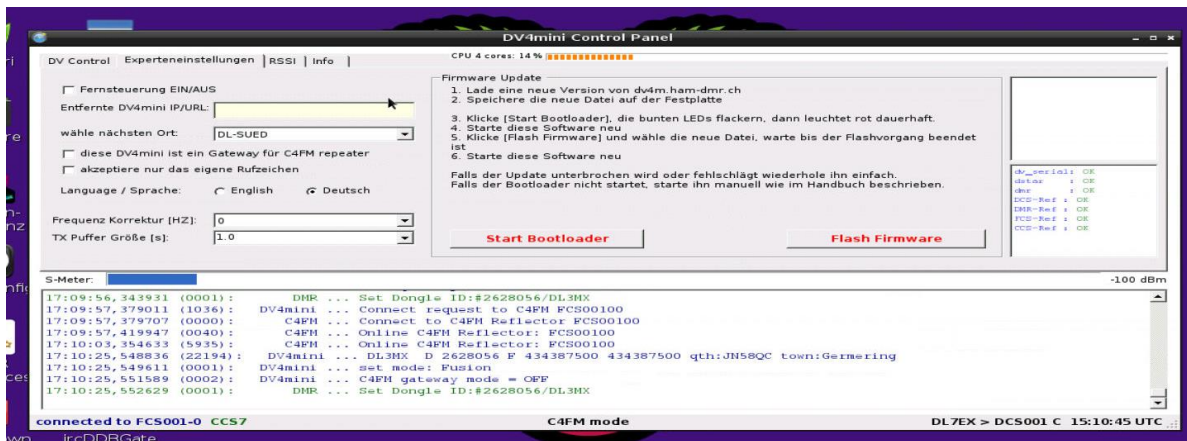 DV4mini Control Panel
DV Control Experteneinstellungen RSSI Info
CPU 4 cores: 14 %
Fernsteuerung EIN/AUS
Entfernte DV4mini IP/URL:
wähle nächsten Ort: DL-SUED
diese DV4mini ist ein Gateway für C4FM repeater
akzeptiere nur das eigene Rufzeichen
Language / Sprache: English Deutsch
Frequenz Korrektur [HZ]: 0
TX Puffer Größe [s]: 1.0
Firmware Update
1. Lade eine neue Version von dv4m.ham-dmr.ch
2. Speichere die neue Datei auf der Festplatte
3. Klicke [Start Bootloader], die bunten LEDs flackern, dann leuchtet rot dauerhaft.
4. Starte diese Software neu
5. Klicke [Flash Firmware] und wähle die neue Datei, warte bis der Flashvorgang beendet
ist
6. Starte diese Software neu
Falls der Update unterbrochen wird oder fehlschlägt wiederhole ihn einfach.
Falls der Bootloader nicht startet, starte ihn manuell wie im Handbuch beschrieben.
Start Bootloader Flash Firmware
dv_serial: OK
dstar : OK
dmr : OK
DCS-Ref : OK
DMR-Ref : OK
FCS-Ref : OK
CCS-Ref : OK
S-Meter: -100 dBm
17:09:56,343931 (0001): DMR ... Set Dongle ID:#2628056/DL3MX
17:09:57,379011 (1036): DV4mini ... Connect request to C4FM FCS00100
17:09:57,379707 (0000): C4FM ... Connect to C4FM Reflector FCS00100
17:09:57,419947 (0040): C4FM ... Online C4FM Reflector: FCS00100
17:10:03,354633 (5935): C4FM ... Online C4FM Reflector: FCS00100
17:10:25,548836 (22194): DV4mini ... DL3MX D 2628056 F 434387500 434387500 qth:JN58QC town:Germering
17:10:25,549611 (0001): DV4mini ... set mode: Fusion
17:10:25,551589 (0002): DV4mini ... C4FM gateway mode = OFF
17:10:25,552629 (0001): DMR ... Set Dongle ID:#2628056/DL3MX
connected to FCS001-0 CCS7 C4FM mode DL7EX > DCS001 C 15:10:45 UTC
ircDDBGate